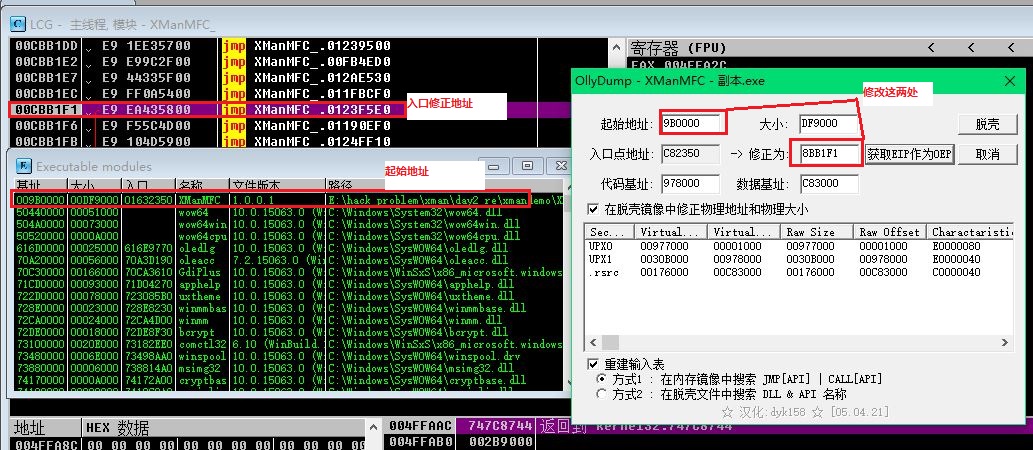 LCG - 主线程, 模块 - XManMFC_
00CBB1DD E9 1EE35700 jmp XManMFC_.01239500
00CBB1E2 E9 E99C2F00 jmp XManMFC_.00FB4ED0
00CBB1E7 E9 44335F00 jmp XManMFC_.012AE530
00CBB1EC E9 FF0A5400 jmp XManMFC_.011FBCF0
00CBB1F1 E9 EA435800 jmp XManMFC_.0123F5E0 入口修正地址
00CBB1F6 E9 F55C4D00 jmp XManMFC_.01190EF0
00CBB1FB E9 104D5900 jmp XManMFC_.0124FF10
寄存器 (FPU) < < <
EAX 004FFA2C
Executable modules
起始地址
基址 大小 入口 名称 文件版本 路径
009B0000 00DF9000 01632350 XManMFC 1.0.0.1 E:\hack problem\xman\day2 re\xmandemo\X
50440000 00051000 wow64 10.0.15063.0 (W C:\Windows\System32\wow64.dll
504A0000 00073000 wow64win 10.0.15063.0 (W C:\Windows\System32\wow64win.dll
50520000 0000A000 wow64cpu 10.0.15063.0 (W C:\Windows\System32\wow64cpu.dll
616D0000 00025000 616E9770 oledlg 10.0.15063.0 (W C:\Windows\SysWOW64\oledlg.dll
70A20000 00056000 70A3D190 oleacc 7.2.15063.0 (W C:\Windows\SysWOW64\oleacc.dll
70C30000 00166000 70CA3610 GdiPlus 10.0.15063.0 (W C:\Windows\WinSxS\x86_microsoft.windows
71CD0000 00093000 71D04270 apphelp 10.0.15063.0 (W C:\Windows\SysWOW64\apphelp.dll
722D0000 00078000 723085B0 uxtheme 10.0.15063.0 (W C:\Windows\SysWOW64\uxtheme.dll
728E0000 00023000 728E8230 winmmbase 10.0.15063.0 (W C:\Windows\SysWOW64\winmmbase.dll
72CA0000 00024000 72CA4D00 winmm 10.0.15063.0 (W C:\Windows\SysWOW64\winmm.dll
72DE0000 00018000 72DE8F30 bcrypt 10.0.15063.0 (W C:\Windows\SysWOW64\bcrypt.dll
73100000 0020E000 73182EE0 comctl32 6.10 (WinBuild. C:\Windows\WinSxS\x86_microsoft.windows
73480000 0006E000 73498AA0 winspool 10.0.15063.0 (W C:\Windows\SysWOW64\winspool.drv
73880000 00006000 738814A0 msimg32 10.0.15063.0 (W C:\Windows\SysWOW64\msimg32.dll
74170000 0000A000 74172A00 cryptbase 10.0.15063.0 (W C:\Windows\SysWOW64\cryptbase.dll
OllyDump - XManMFC - 副本.exe
修改这两处
起始地址: 9B0000 大小: DF9000 脱壳
入口点地址: C82350 -> 修正为: 8BB1F1 获取EIP作为OEP 取消
代码基址: 978000 数据基址: C83000
在脱壳镜像中修正物理地址和物理大小
Sec... Virtual... Virtual... Raw Size Raw Offset Characteristic
UPX0 00977000 00001000 00977000 00001000 E0000080
UPX1 0030B000 00978000 0030B000 00978000 E0000040
.rsrc 00176000 00C83000 00176000 00C83000 C0000040
重建输入表
方式1 : 在内存镜像中搜索 JMP[API] | CALL[API]
方式2 : 在脱壳文件中搜索 DLL & API 名称
☆ 汉化: dyk158 ☆ [05.04.21]
地址 HEX 数据
004FFA8C
004FFAAC 747C8744 返回到 kernel32.747C8744
004FFAB0 002B9000